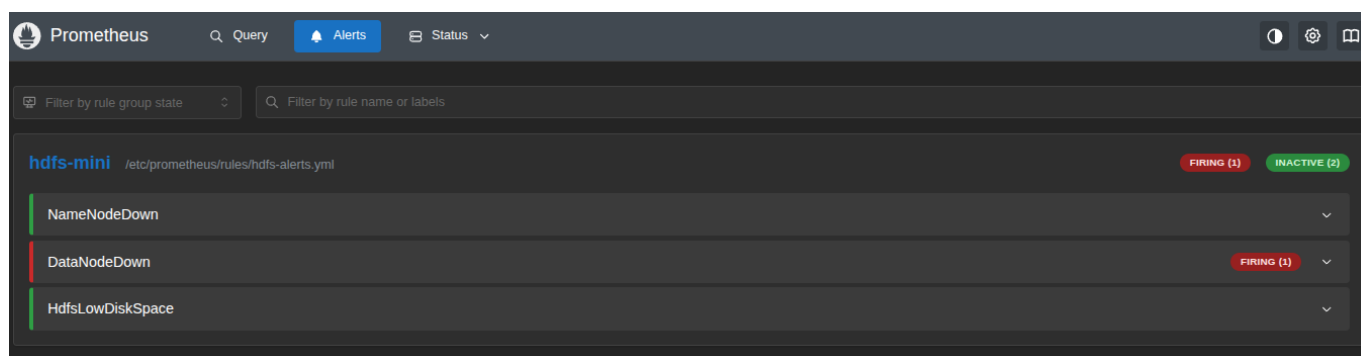 Prometheus Query Alerts Status
Filter by rule group state Filter by rule name or labels
hdfs-mini /etc/prometheus/rules/hdfs-alerts.yml FIRING (1) INACTIVE (2)
NameNodeDown
DataNodeDown FIRING (1)
HdfsLowDiskSpace